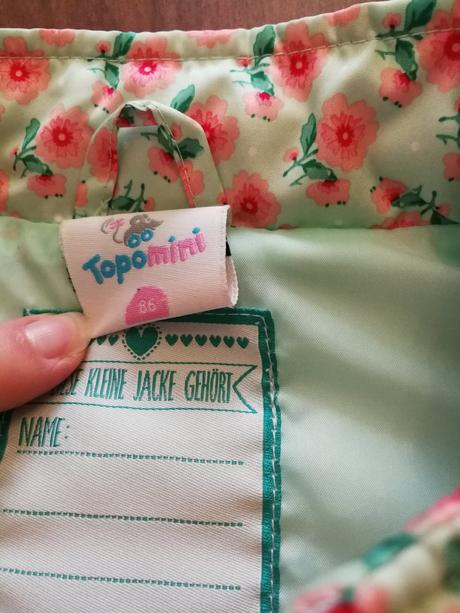 Topomini
86
KLEINE JACKE GEHÖRT
NAME: